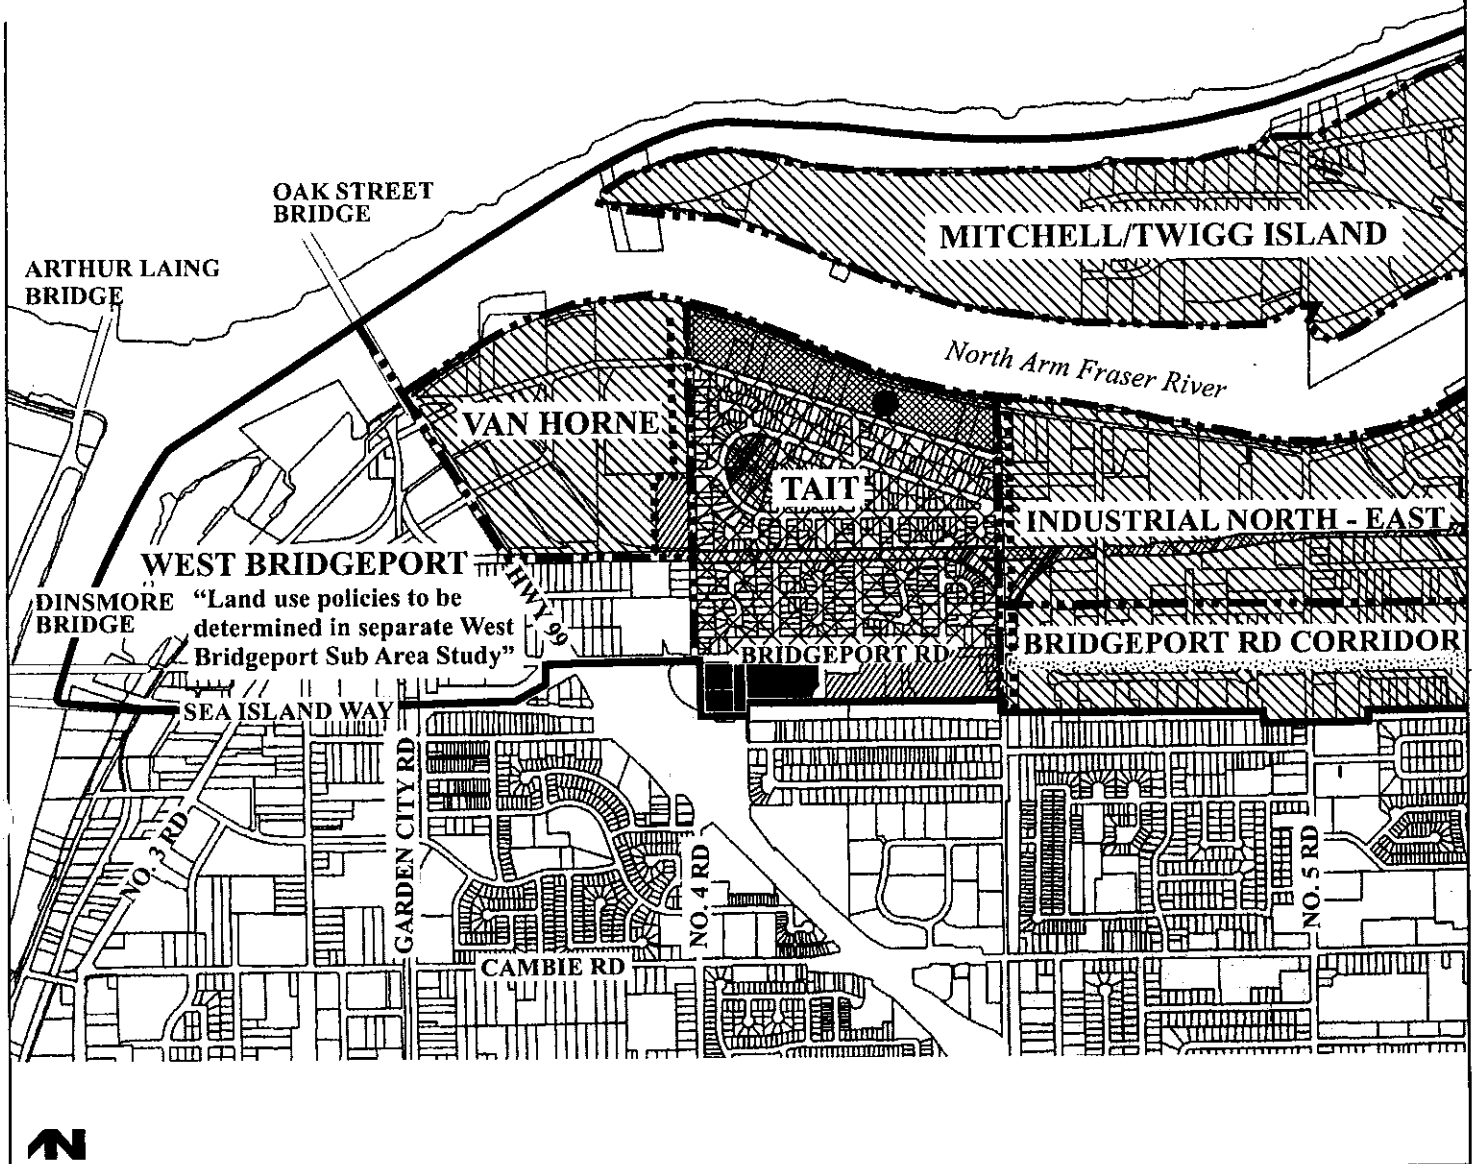 OAK STREET
BRIDGE
ARTHUR LAING
BRIDGE
MITCHELL/TWIGG ISLAND
North Arm Fraser River
VAN HORNE
TAIT
INDUSTRIAL NORTH - EAST
WEST BRIDGEPORT
“Land use policies to be
determined in separate West
Bridgeport Sub Area Study”
HWY 99
DINSMORE
BRIDGE
BRIDGEPORT RD CORRIDOR
BRIDGEPORT RD
SEA ISLAND WAY
GARDEN CITY RD
NO. 3 RD
NO. 4 RD
NO. 5 RD
CAMBIE RD
N